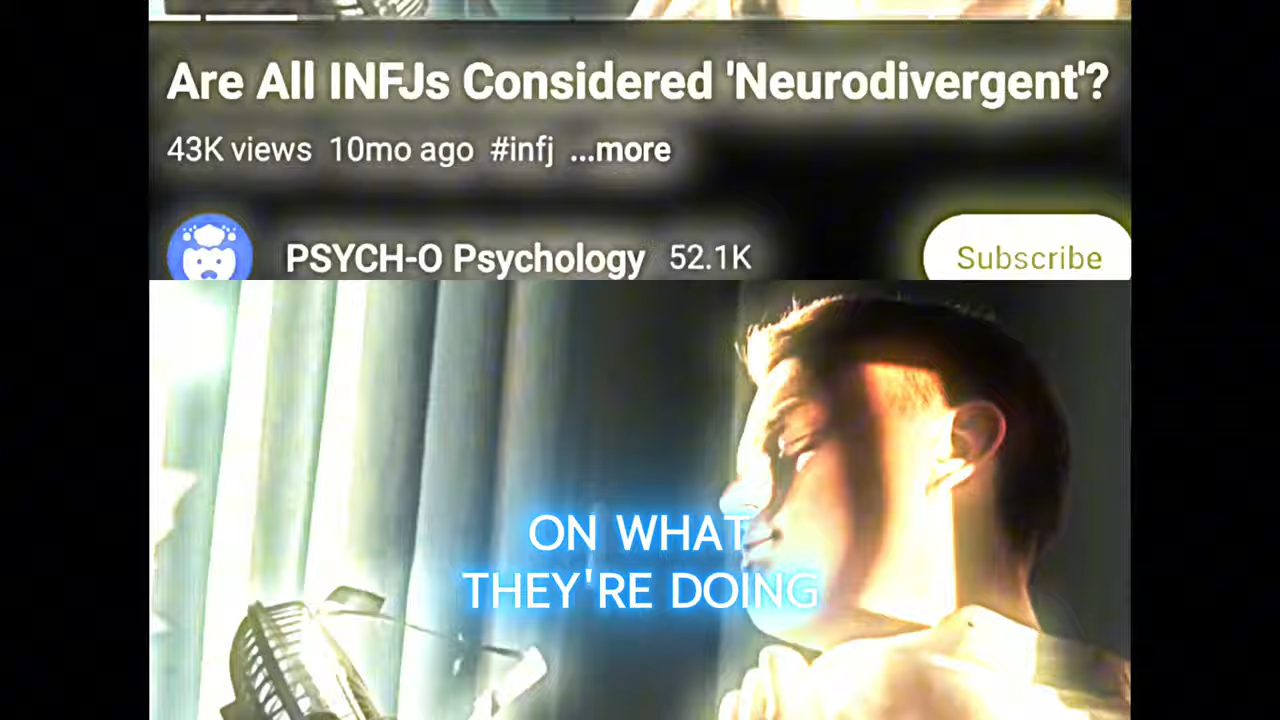 Are All INFJs Considered 'Neurodivergent'?
43K views 10mo ago #infj ...more
PSYCH-O Psychology 52.1K Subscribe
ON WHAT
THEY'RE DOING